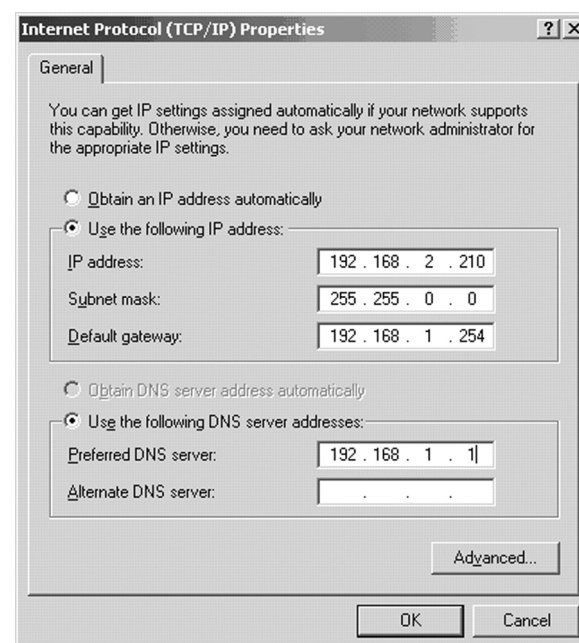 Internet Protocol (TCP/IP) Properties
General
You can get IP settings assigned automatically if your network supports
this capability. Otherwise, you need to ask your network administrator for
the appropriate IP settings.
Obtain an IP address automatically
Use the following IP address:
IP address: 192 . 168 . 2 . 210
Subnet mask: 255 . 255 . 0 . 0
Default gateway: 192 . 168 . 1 . 254
Obtain DNS server address automatically
Use the following DNS server addresses:
Preferred DNS server: 192 . 168 . 1 . 1
Alternate DNS server: . . .
Advanced...
OK Cancel